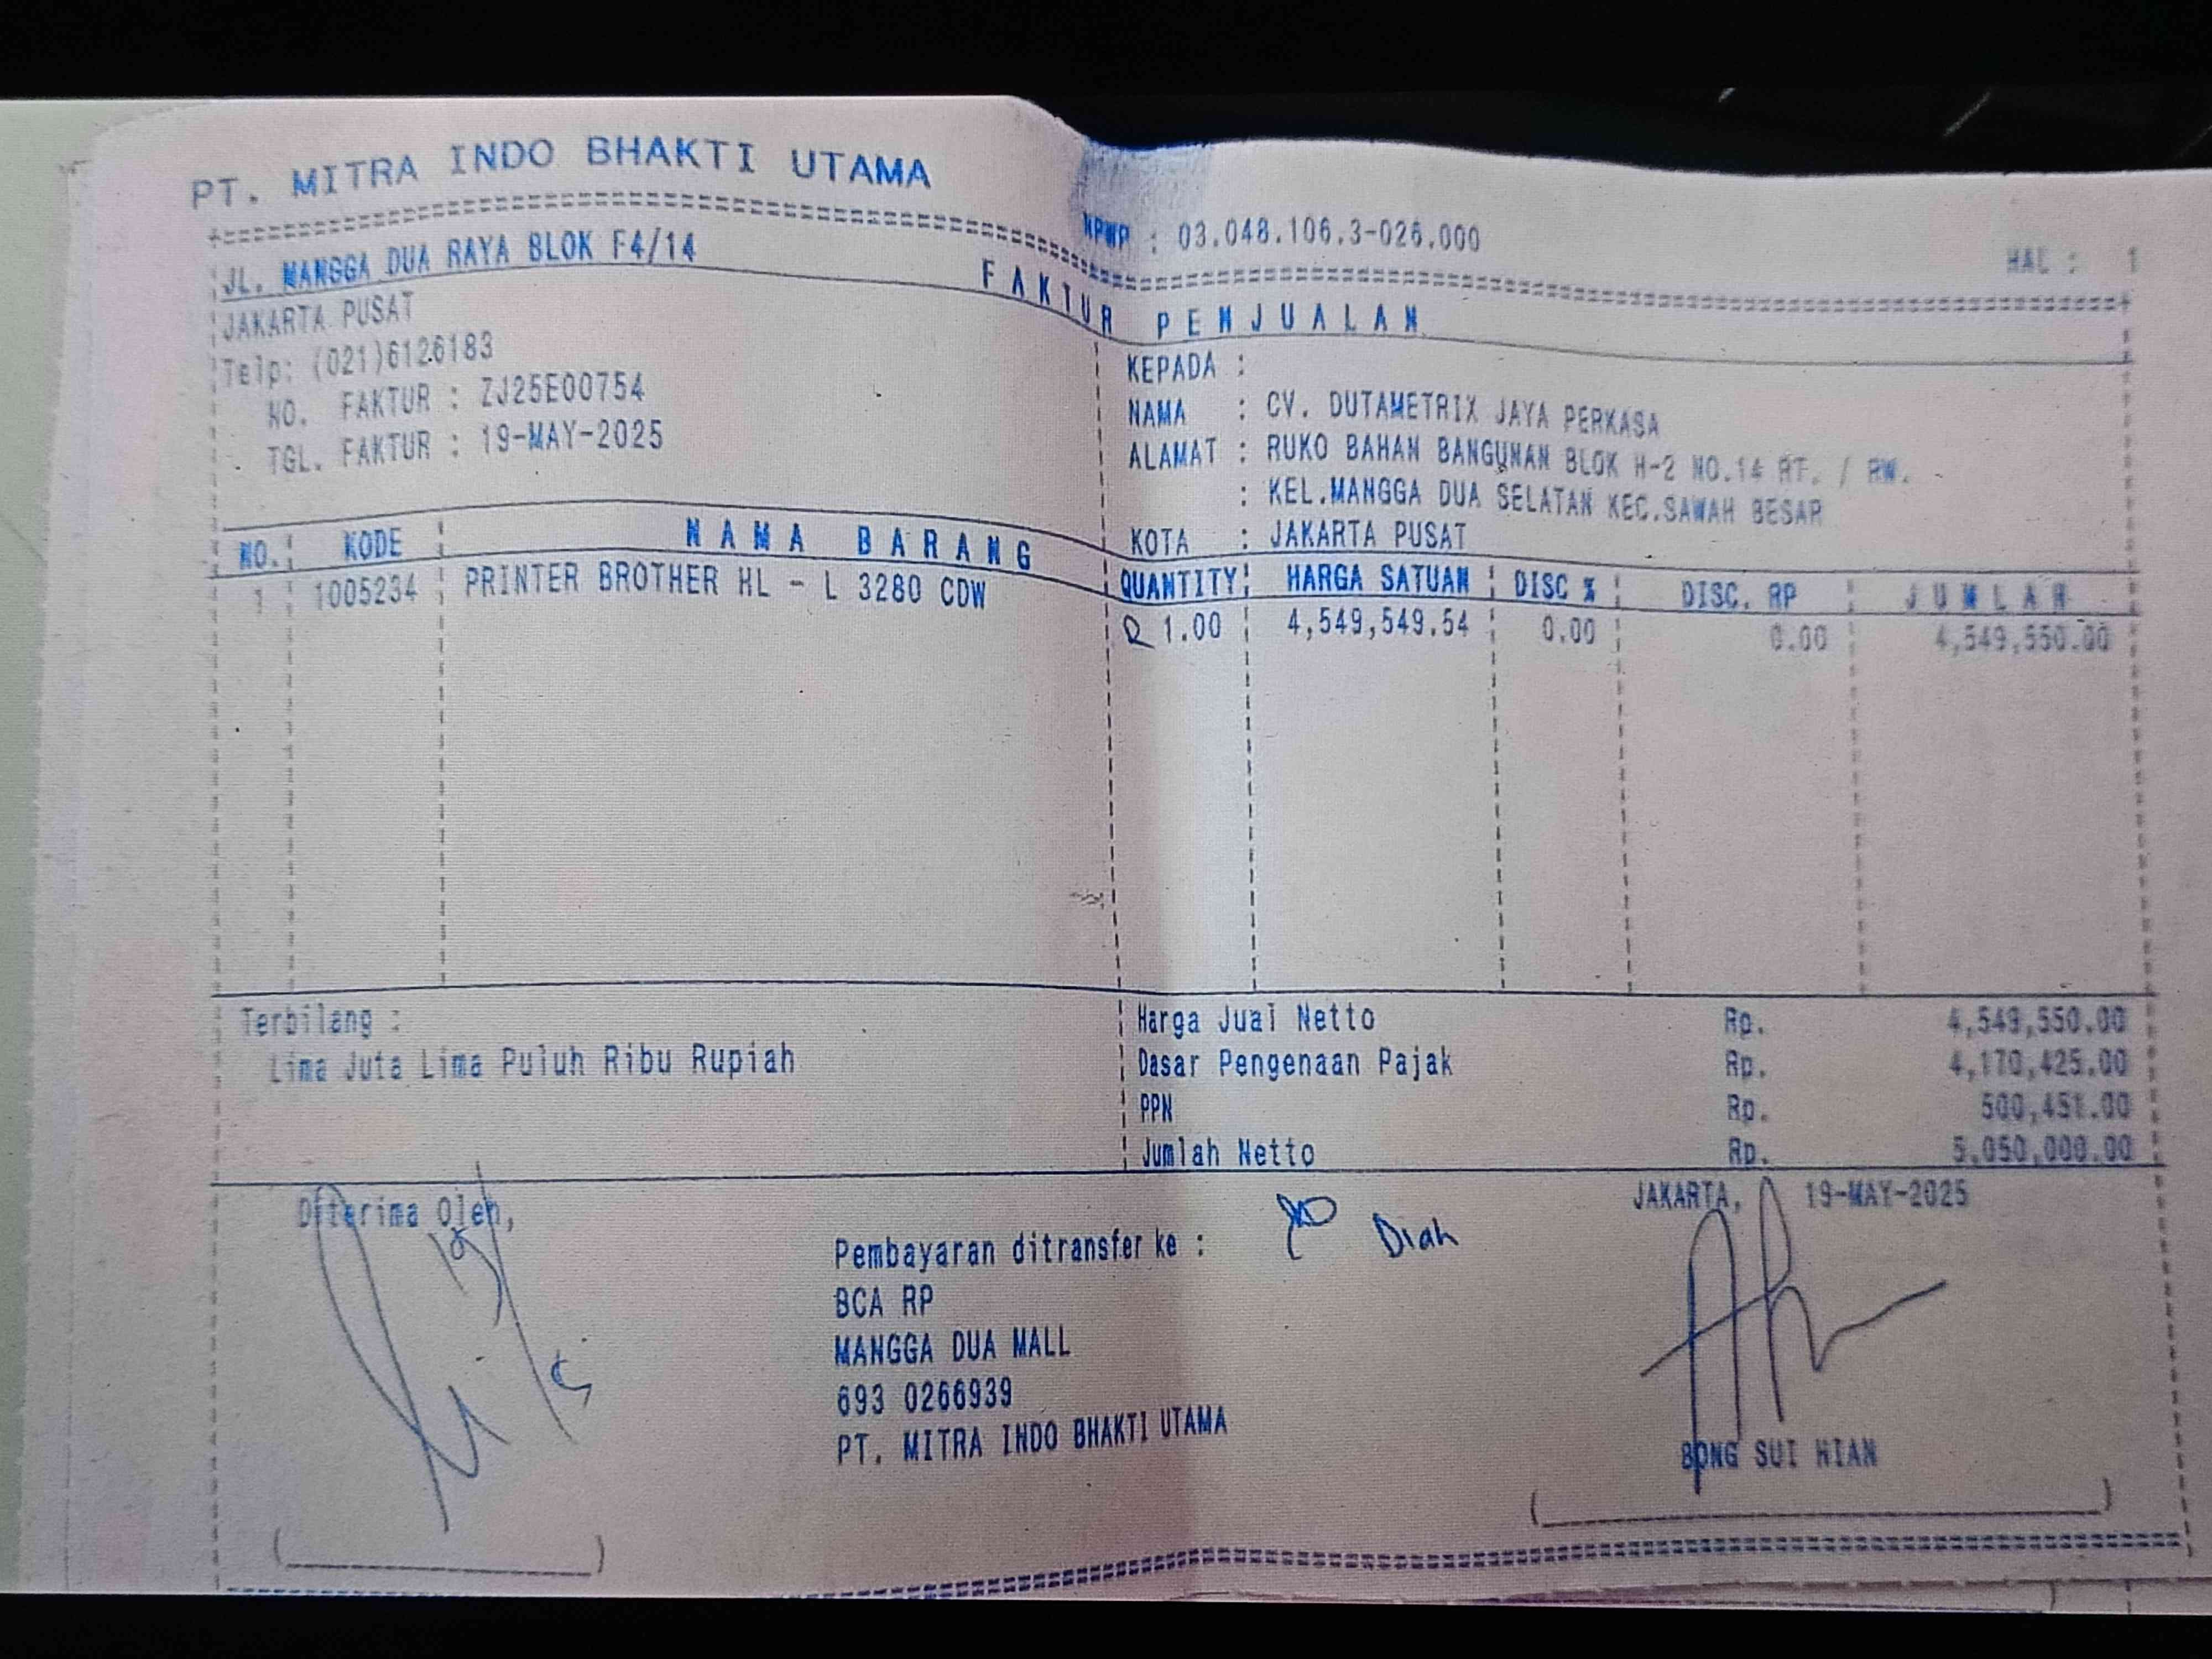 PT. MITRA INDO BHAKTI UTAMA
NPWP : 03.048.106.3-026.000
HAL : 1
FAKTUR PENJUALAN
JL. MANGGA DUA RAYA BLOK F4/14
JAKARTA PUSAT
Telp: (021)6126183
NO. FAKTUR : ZJ25E00754
TGL. FAKTUR : 19-MAY-2025
KEPADA :
NAMA : CV. DUTAMETRIX JAYA PERKASA
ALAMAT : RUKO BAHAN BANGUNAN BLOK H-2 NO.14 RT. / RW.
: KEL.MANGGA DUA SELATAN KEC.SAWAH BESAR
KOTA : JAKARTA PUSAT
NO. KODE NAMA BARANG QUANTITY HARGA SATUAN DISC % DISC. RP JUMLAH
1 1005234 PRINTER BROTHER HL - L 3280 CDW 1.00 4,549,549.54 0.00 0.00 4,549,550.00
Terbilang :
Lima Juta Lima Puluh Ribu Rupiah
Harga Jual Netto Rp. 4,549,550.00
Dasar Pengenaan Pajak Rp. 4,170,425.00
PPN Rp. 500,451.00
Jumlah Netto Rp. 5,050,000.00
Diterima Oleh,
JAKARTA, 19-MAY-2025
19/5
Diah
Pembayaran ditransfer ke :
BCA RP
MANGGA DUA MALL
693 0266939
PT. MITRA INDO BHAKTI UTAMA
BONG SUI HIAN